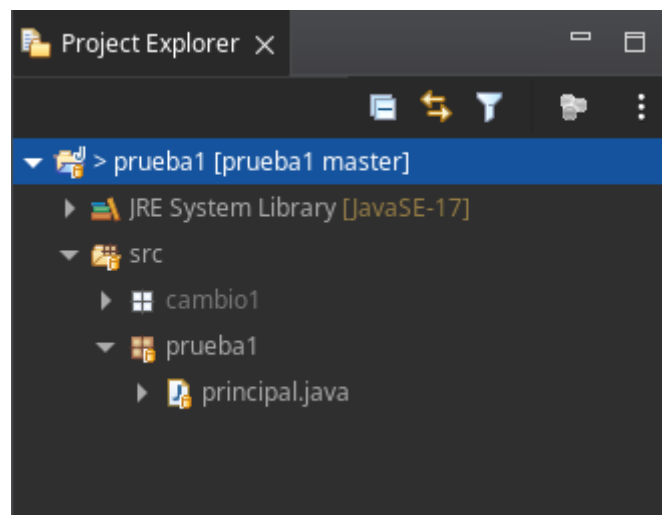 Project Explorer
> prueba1 [prueba1 master]
JRE System Library [JavaSE-17]
src
cambio1
prueba1
principal.java